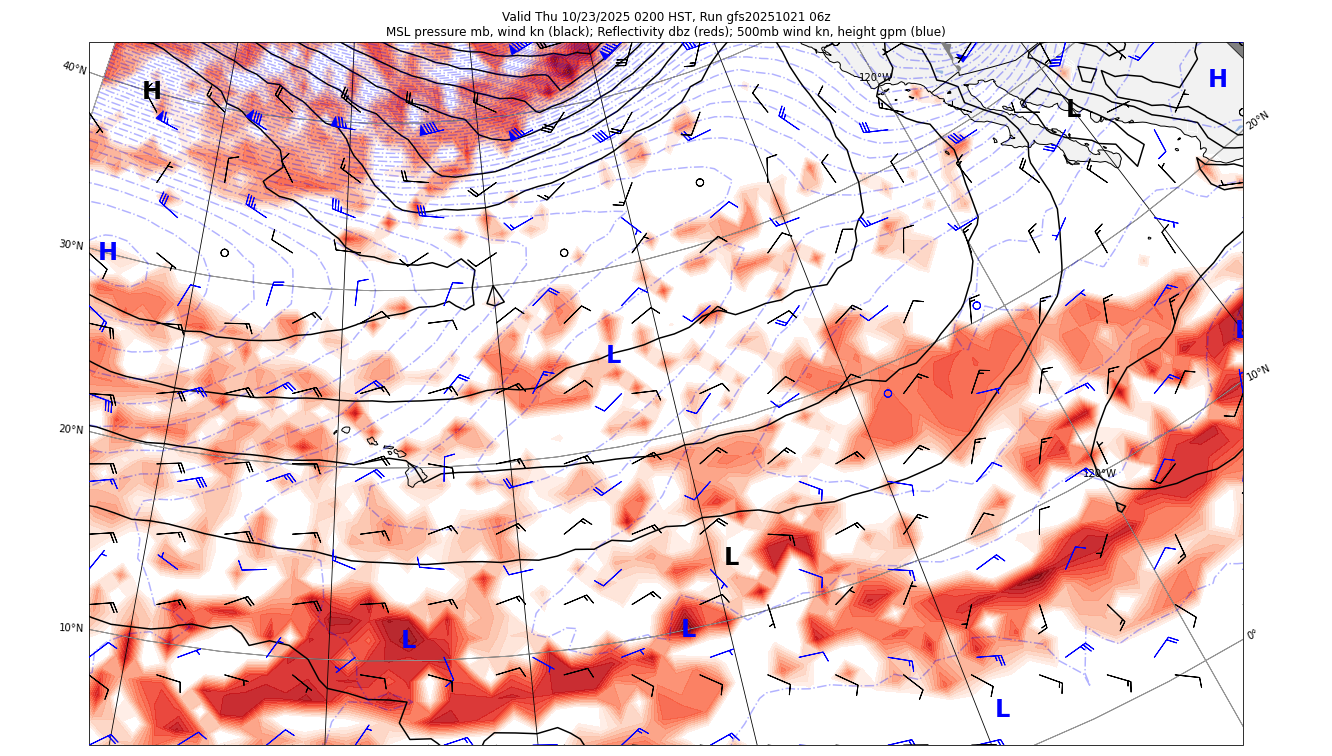 Valid Thu 10/23/2025 0200 HST, Run gfs20251021 06z
MSL pressure mb, wind kn (black); Reflectivity dbz (reds); 500mb wind kn, height gpm (blue)
40°N
120°W
H
H
L
20°N
30°N
H
L
L
10°N
20°N
120°W
L
10°N
L
L
0°
L